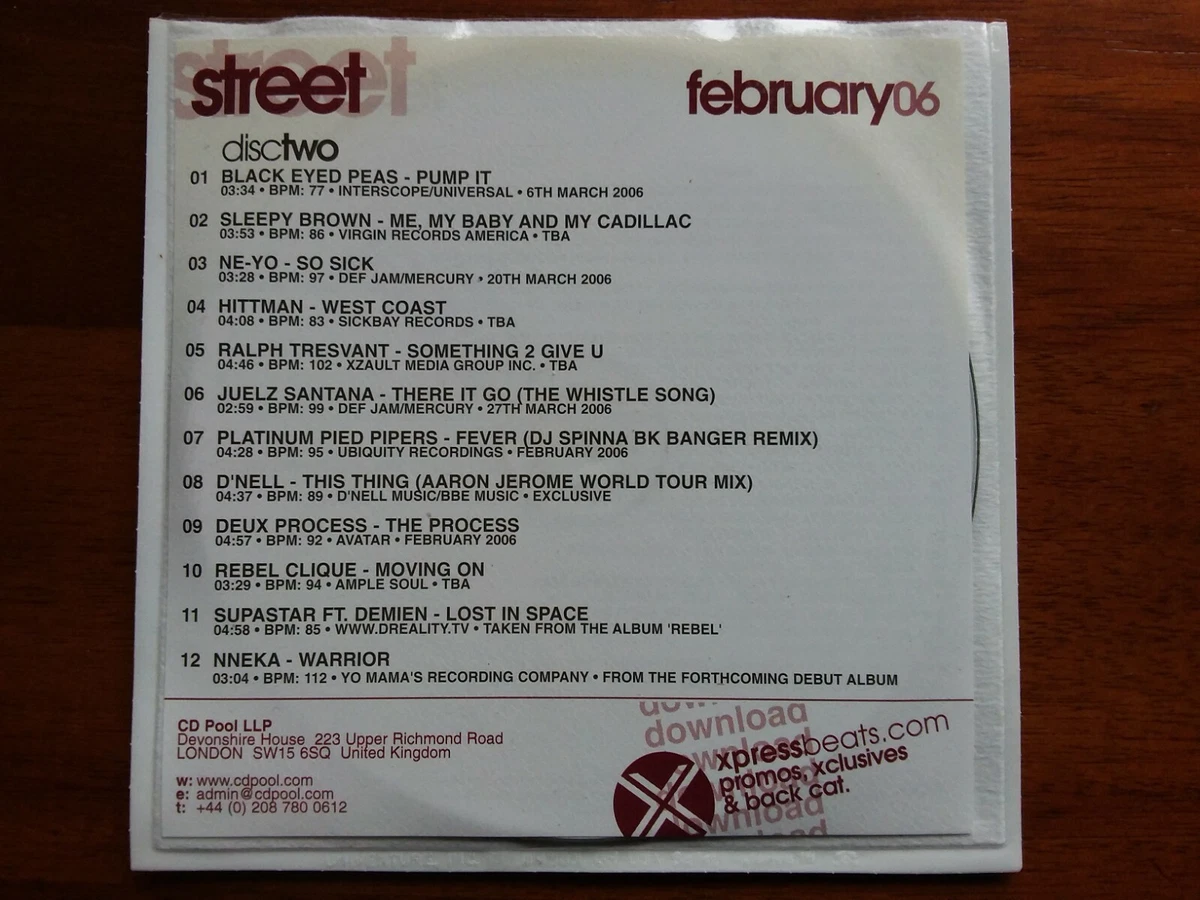 street
february06
disctwo
01 BLACK EYED PEAS - PUMP IT
03:34 • BPM: 77 • INTERSCOPE/UNIVERSAL • 6TH MARCH 2006
02 SLEEPY BROWN - ME, MY BABY AND MY CADILLAC
03:53 • BPM: 86 • VIRGIN RECORDS AMERICA • TBA
03 NE-YO - SO SICK
03:28 • BPM: 97 • DEF JAM/MERCURY • 20TH MARCH 2006
04 HITTMAN - WEST COAST
04:08 • BPM: 83 • SICKBAY RECORDS • TBA
05 RALPH TRESVANT - SOMETHING 2 GIVE U
04:46 • BPM: 102 • XZAULT MEDIA GROUP INC. • TBA
06 JUELZ SANTANA - THERE IT GO (THE WHISTLE SONG)
02:59 • BPM: 99 • DEF JAM/MERCURY • 27TH MARCH 2006
07 PLATINUM PIED PIPERS - FEVER (DJ SPINNA BK BANGER REMIX)
04:28 • BPM: 95 • UBIQUITY RECORDINGS • FEBRUARY 2006
08 D'NELL - THIS THING (AARON JEROME WORLD TOUR MIX)
04:37 • BPM: 89 • D'NELL MUSIC/BBE MUSIC • EXCLUSIVE
09 DEUX PROCESS - THE PROCESS
04:57 • BPM: 92 • AVATAR • FEBRUARY 2006
10 REBEL CLIQUE - MOVING ON
03:29 • BPM: 94 • AMPLE SOUL • TBA
11 SUPASTAR FT. DEMIEN - LOST IN SPACE
04:58 • BPM: 85 • WWW.DREALITY.TV • TAKEN FROM THE ALBUM 'REBEL'
12 NNEKA - WARRIOR
03:04 • BPM: 112 • YO MAMA'S RECORDING COMPANY • FROM THE FORTHCOMING DEBUT ALBUM
CD Pool LLP
Devonshire House 223 Upper Richmond Road
LONDON SW15 6SQ United Kingdom
w: www.cdpool.com
e: admin@cdpool.com
t: +44 (0) 208 780 0612
download
xpressbeats.com
promos, xclusives
& back cat.